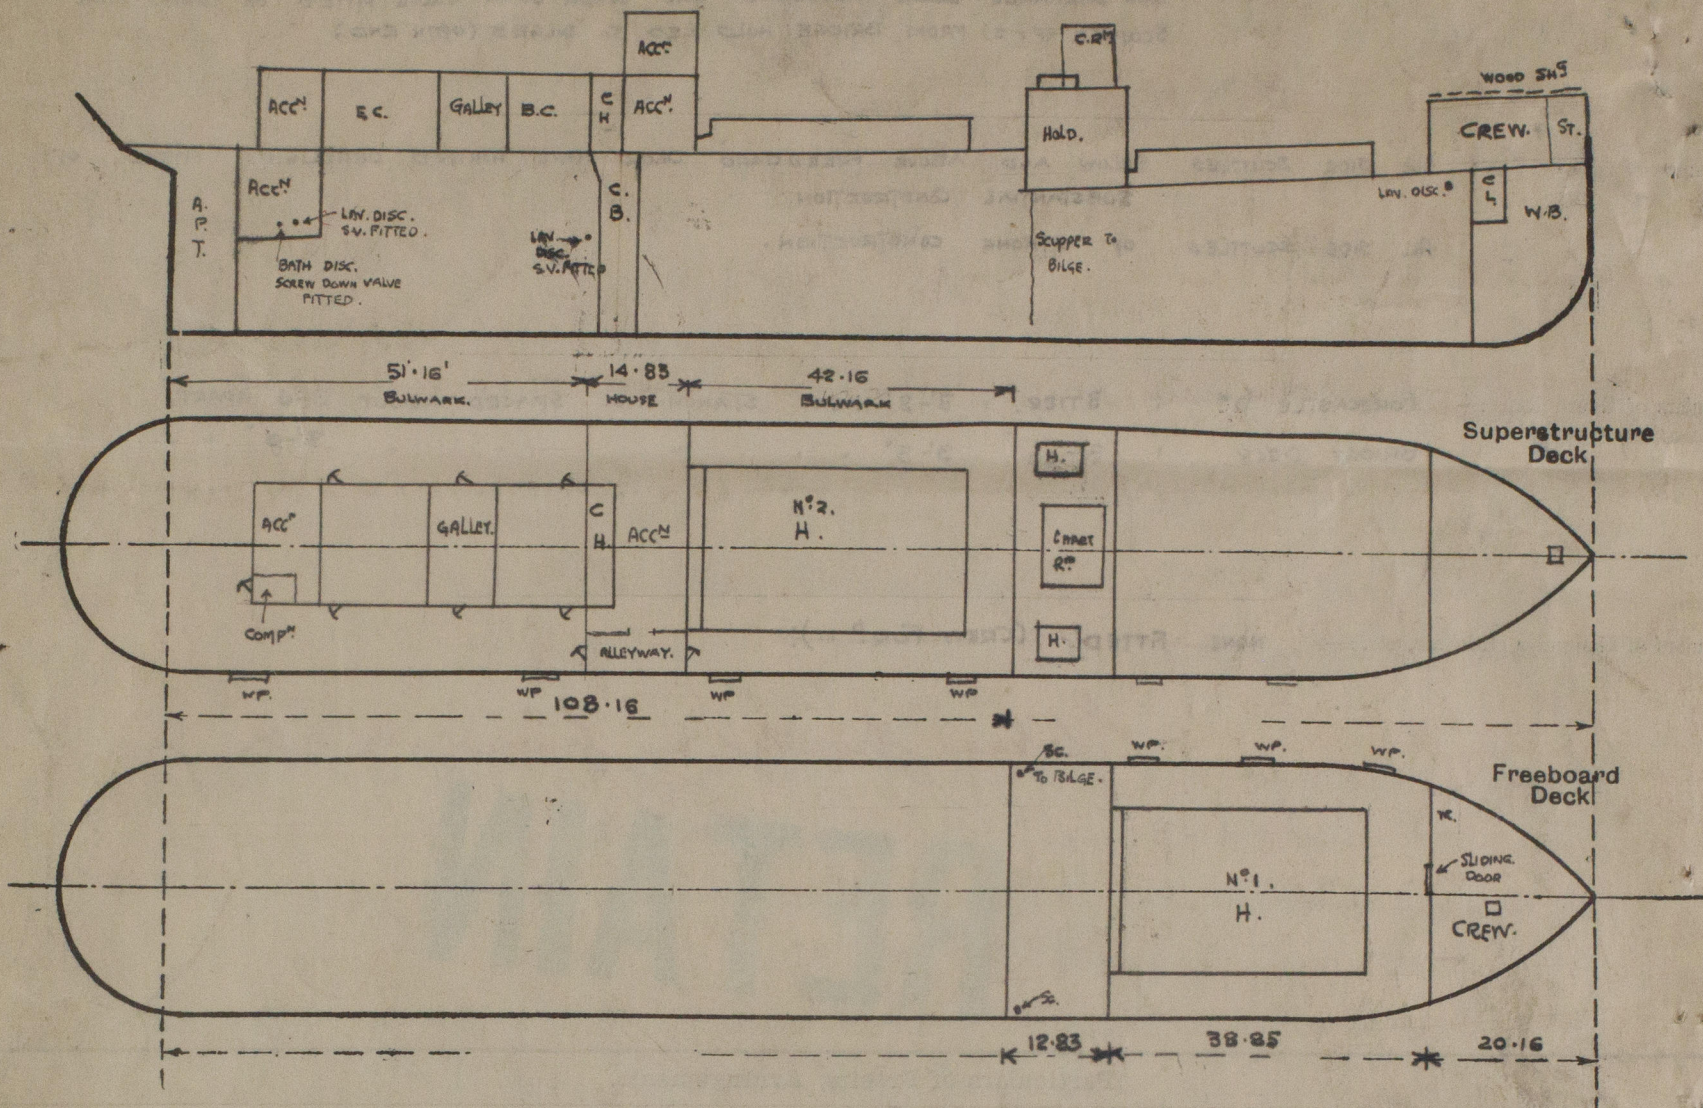 ACCN
C.RM
WOOD SHG
ACCN
E.C.
GALLEY
B.C.
C H
ACCN
HOLD.
CREW.
ST.
A.P.T.
ACCN
LAV. DISC.
S.V. FITTED.
BATH DISC.
SCREW DOWN VALVE
FITTED.
LAV.
DISC.
S.V. FITTED
C.B.
SCUPPER TO
BILGE.
LAV. DISC.
C L
W.B.
51·16'
BULWARK.
14·83
HOUSE
42·16
BULWARK
Superstructure
Deck
ACCN
GALLEY.
C H.
ACCN
No 2.
H.
H.
CHART
RM
H.
COMPN
ALLEYWAY.
WP.
WP
WP
WP
108·16
SC.
TO BILGE.
WP.
WP.
WP.
Freeboard
Deck
SLIDING
DOOR
No 1.
H.
CREW.
SC.
12·83
38·85
20·16